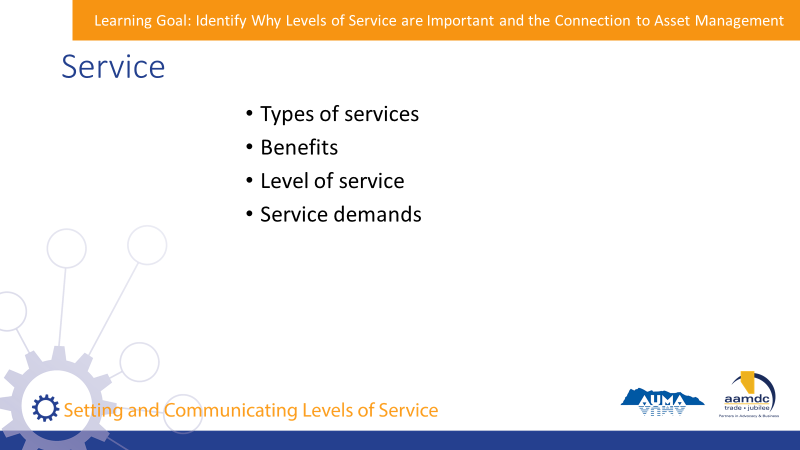 Learning Goal: Identify Why Levels of Service are Important and the Connection to Asset Management
Service
• Types of services
• Benefits
• Level of service
• Service demands
Setting and Communicating Levels of Service
AUMA
aamdc
trade • jubilee
Partners in Advocacy & Business